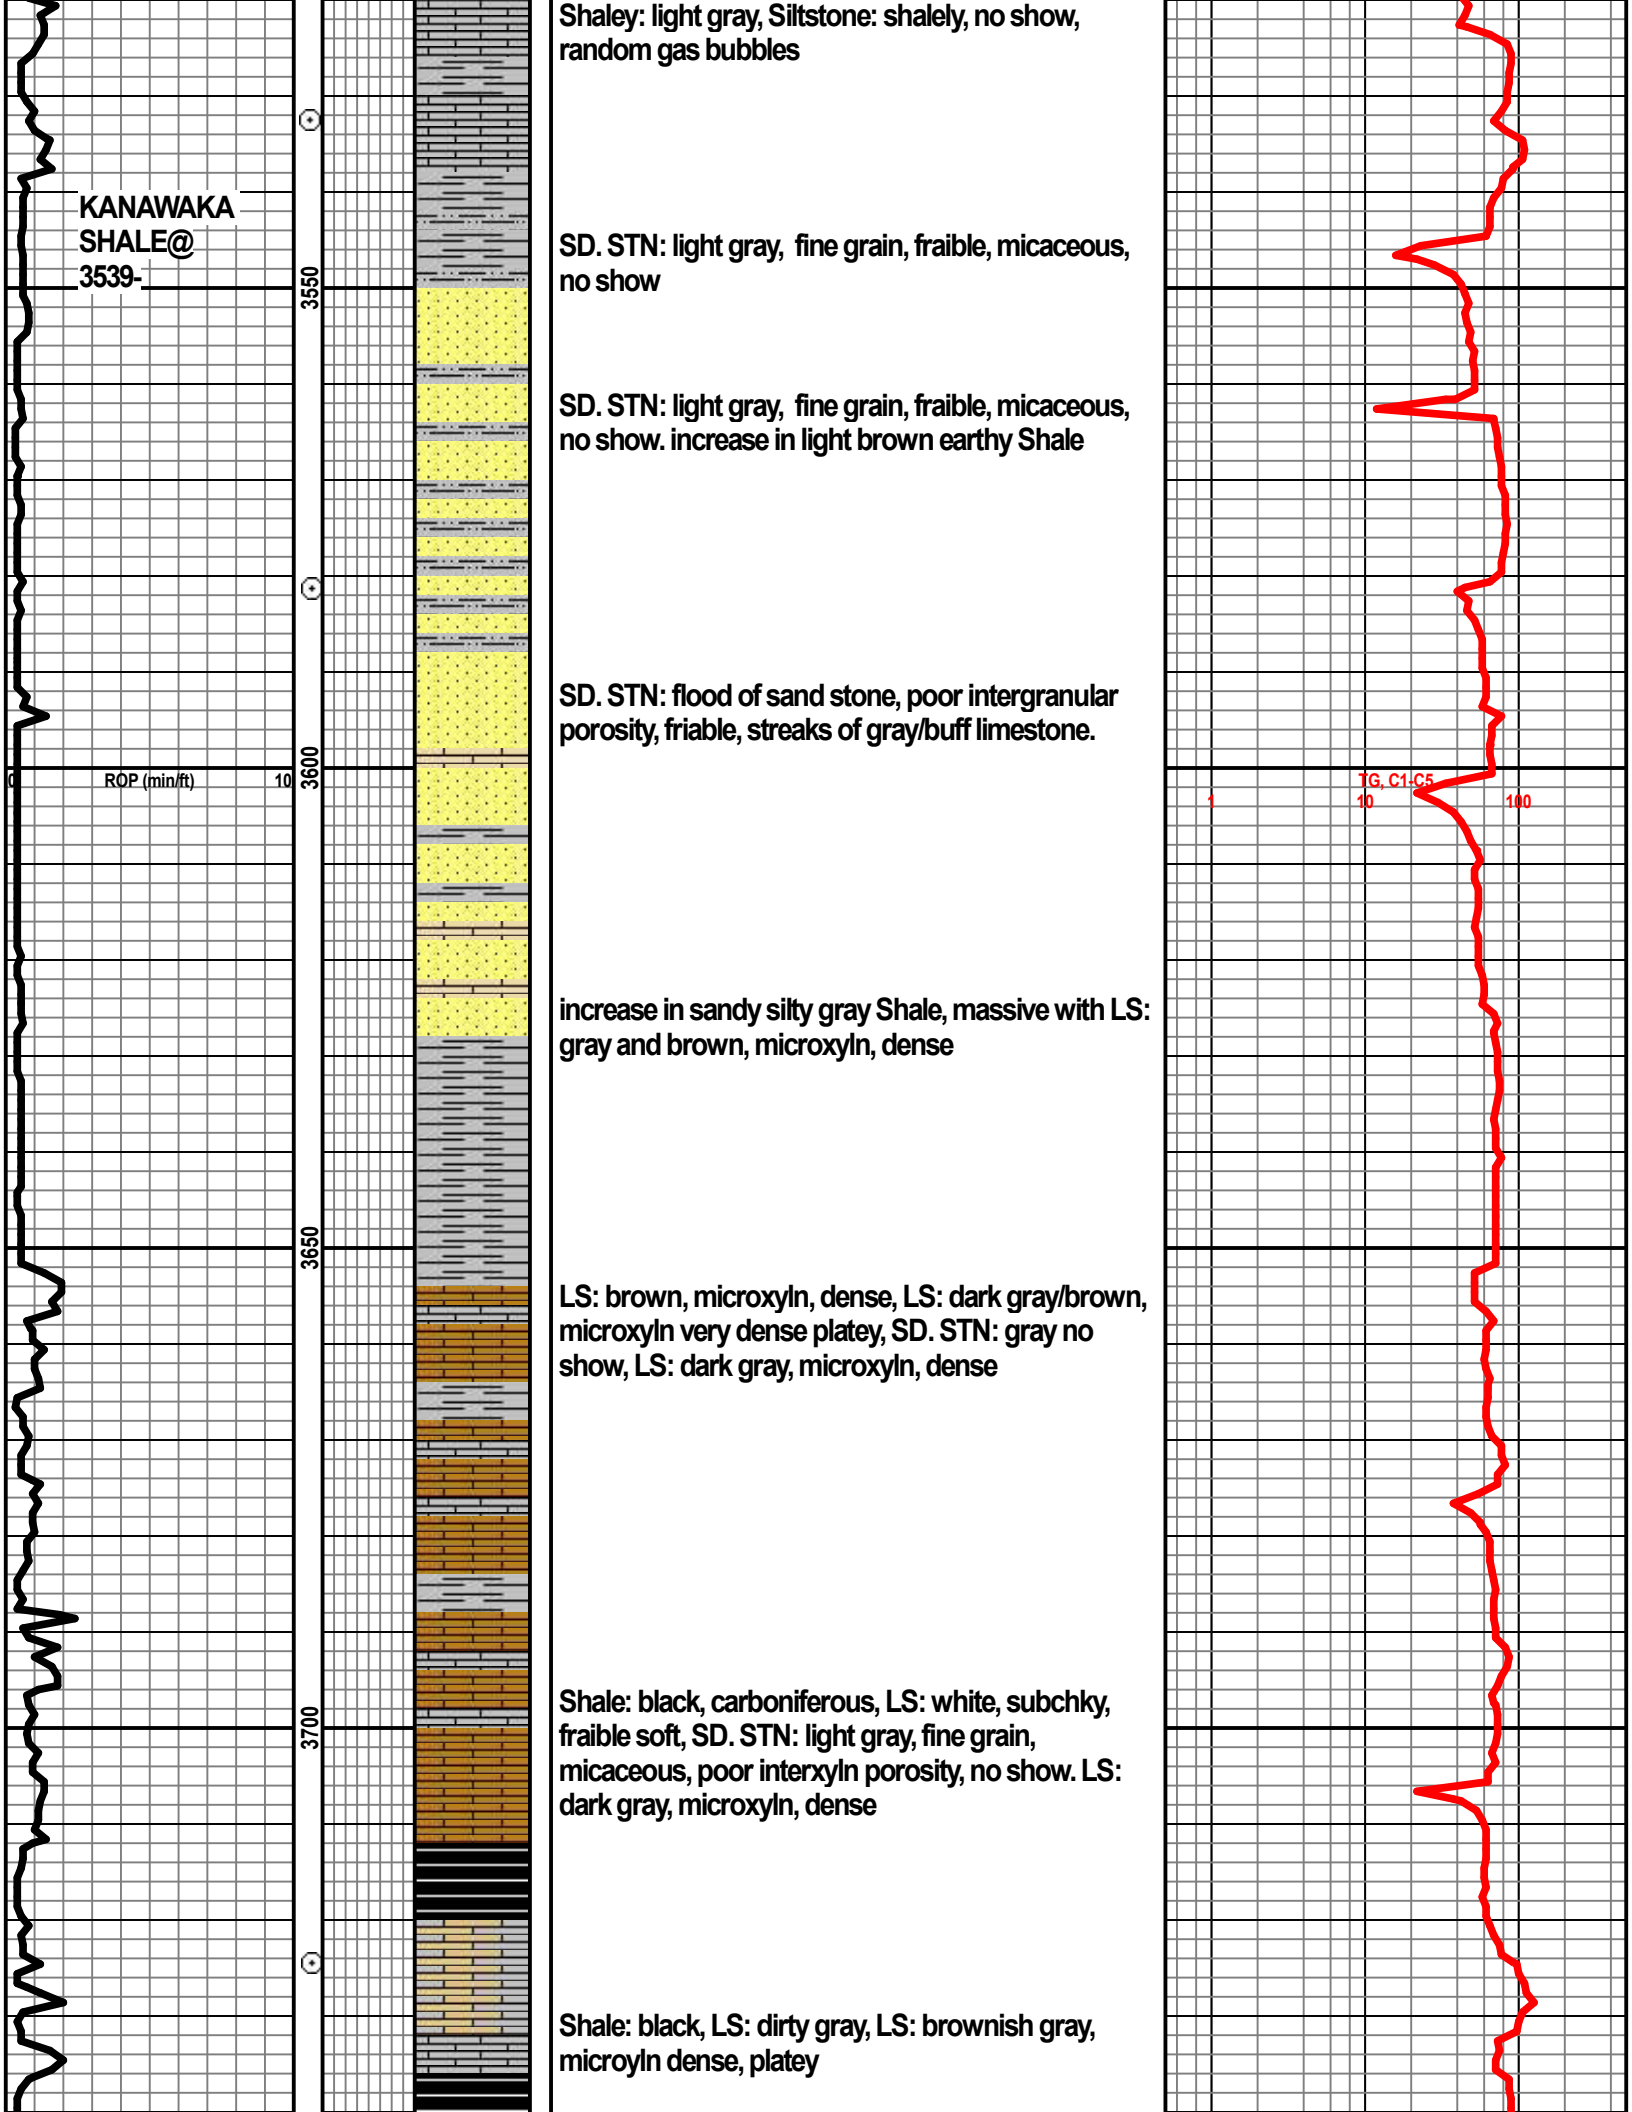 Shaley: light gray, Siltstone: shalely, no show,
random gas bubbles
KANAWAKA
SHALE@
3539-
SD. STN: light gray, fine grain, fraible, micaceous,
no show
3550
SD. STN: light gray, fine grain, fraible, micaceous,
no show. increase in light brown earthy Shale
SD. STN: flood of sand stone, poor intergranular
porosity, friable, streaks of gray/buff limestone.
0 ROP (min/ft) 10
3600
TG, C1-C5
1 10 100
increase in sandy silty gray Shale, massive with LS:
gray and brown, microxyln, dense
3650
LS: brown, microxyln, dense, LS: dark gray/brown,
microxyln very dense platey, SD. STN: gray no
show, LS: dark gray, microxyln, dense
Shale: black, carboniferous, LS: white, subchky,
fraible soft, SD. STN: light gray, fine grain,
micaceous, poor interxyln porosity, no show. LS:
dark gray, microxyln, dense
3700
Shale: black, LS: dirty gray, LS: brownish gray,
microyln dense, platey